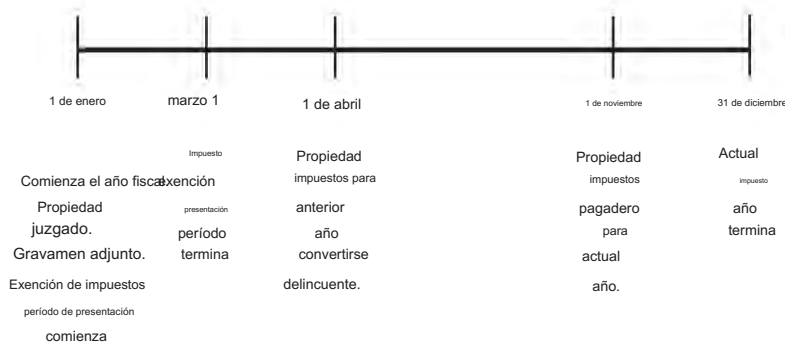 1 de enero
marzo 1
1 de abril
1 de noviembre
31 de diciembre
Comienza el año fiscal.
Propiedad
juzgado.
Gravamen adjunto.
Exención de impuestos
período de presentación
comienza
Impuesto
exención
presentación
período
termina
Propiedad
impuestos para
anterior
año
convertirse
delincuente.
Propiedad
impuestos
pagadero
para
actual
año.
Actual
impuesto
año
termina